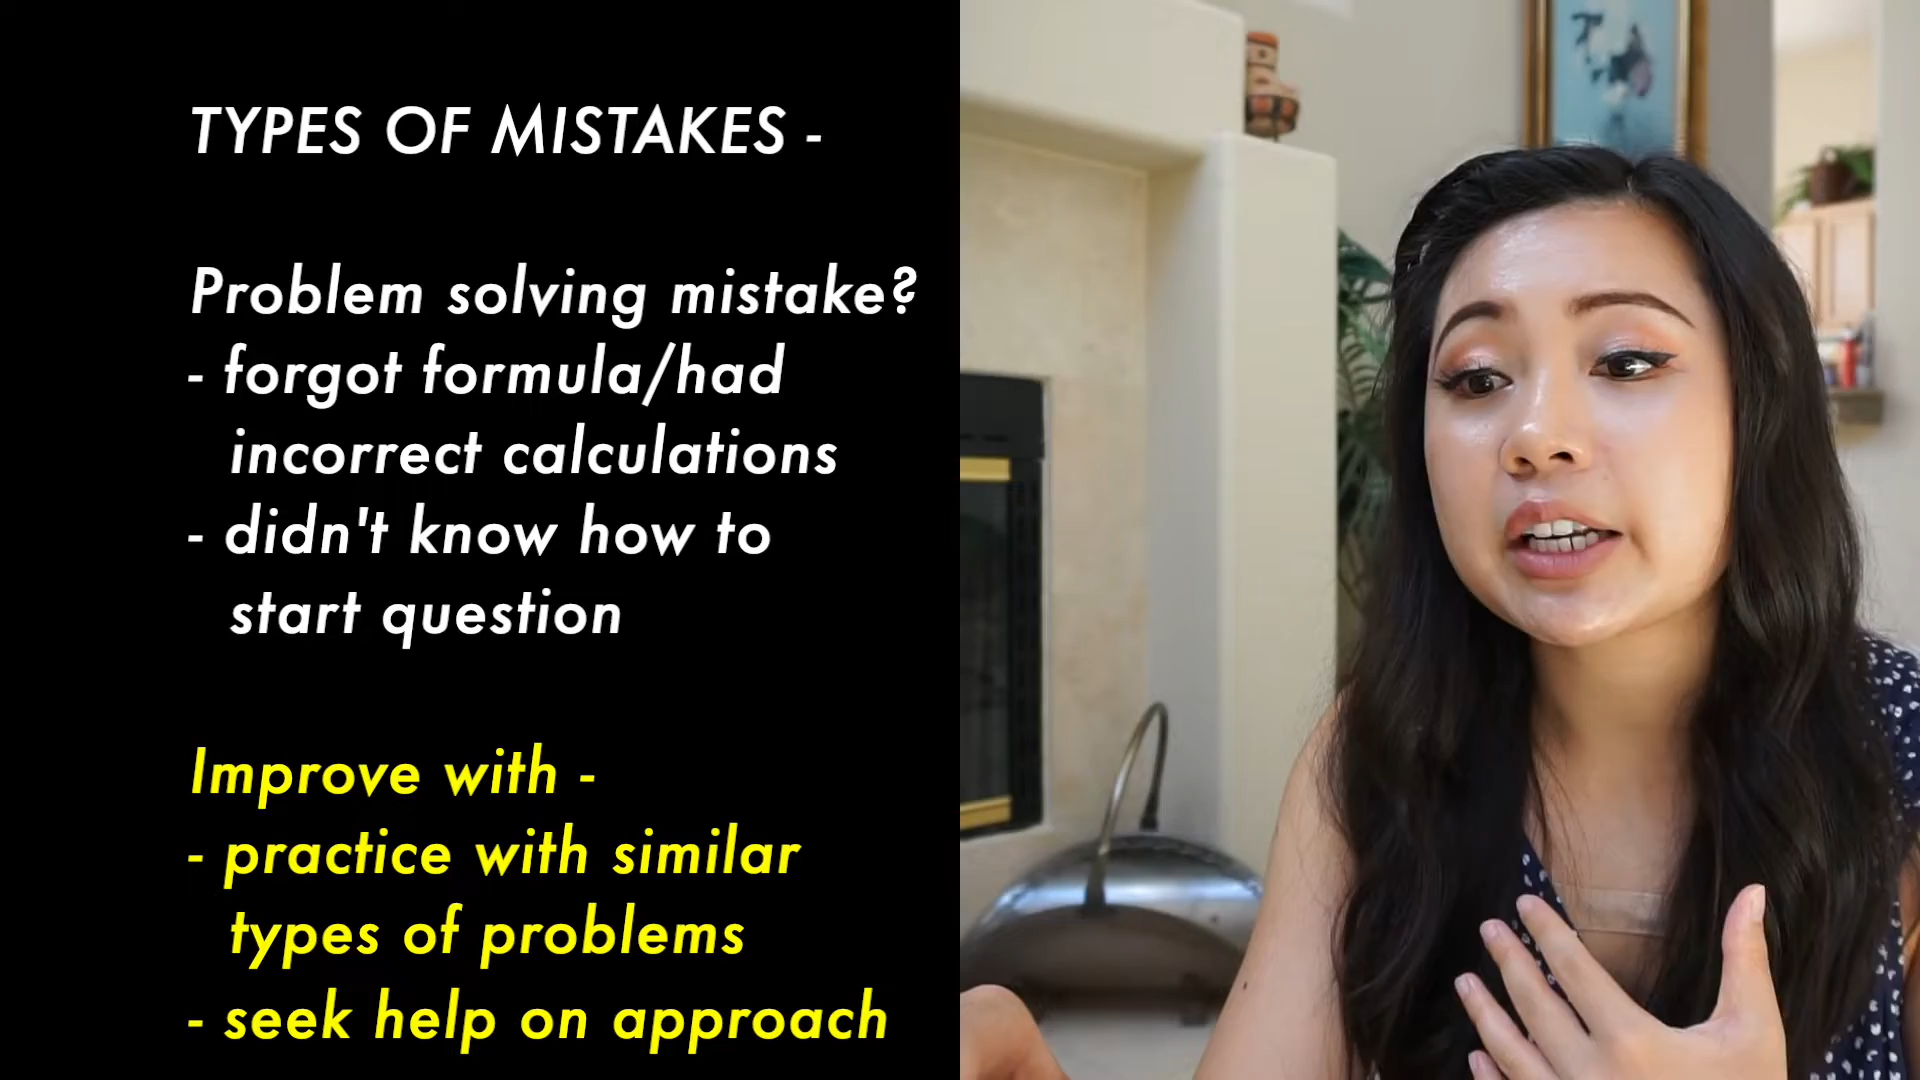 TYPES OF MISTAKES -
Problem solving mistake?
- forgot formula/had
incorrect calculations
- didn't know how to
start question
Improve with -
- practice with similar
types of problems
- seek help on approach